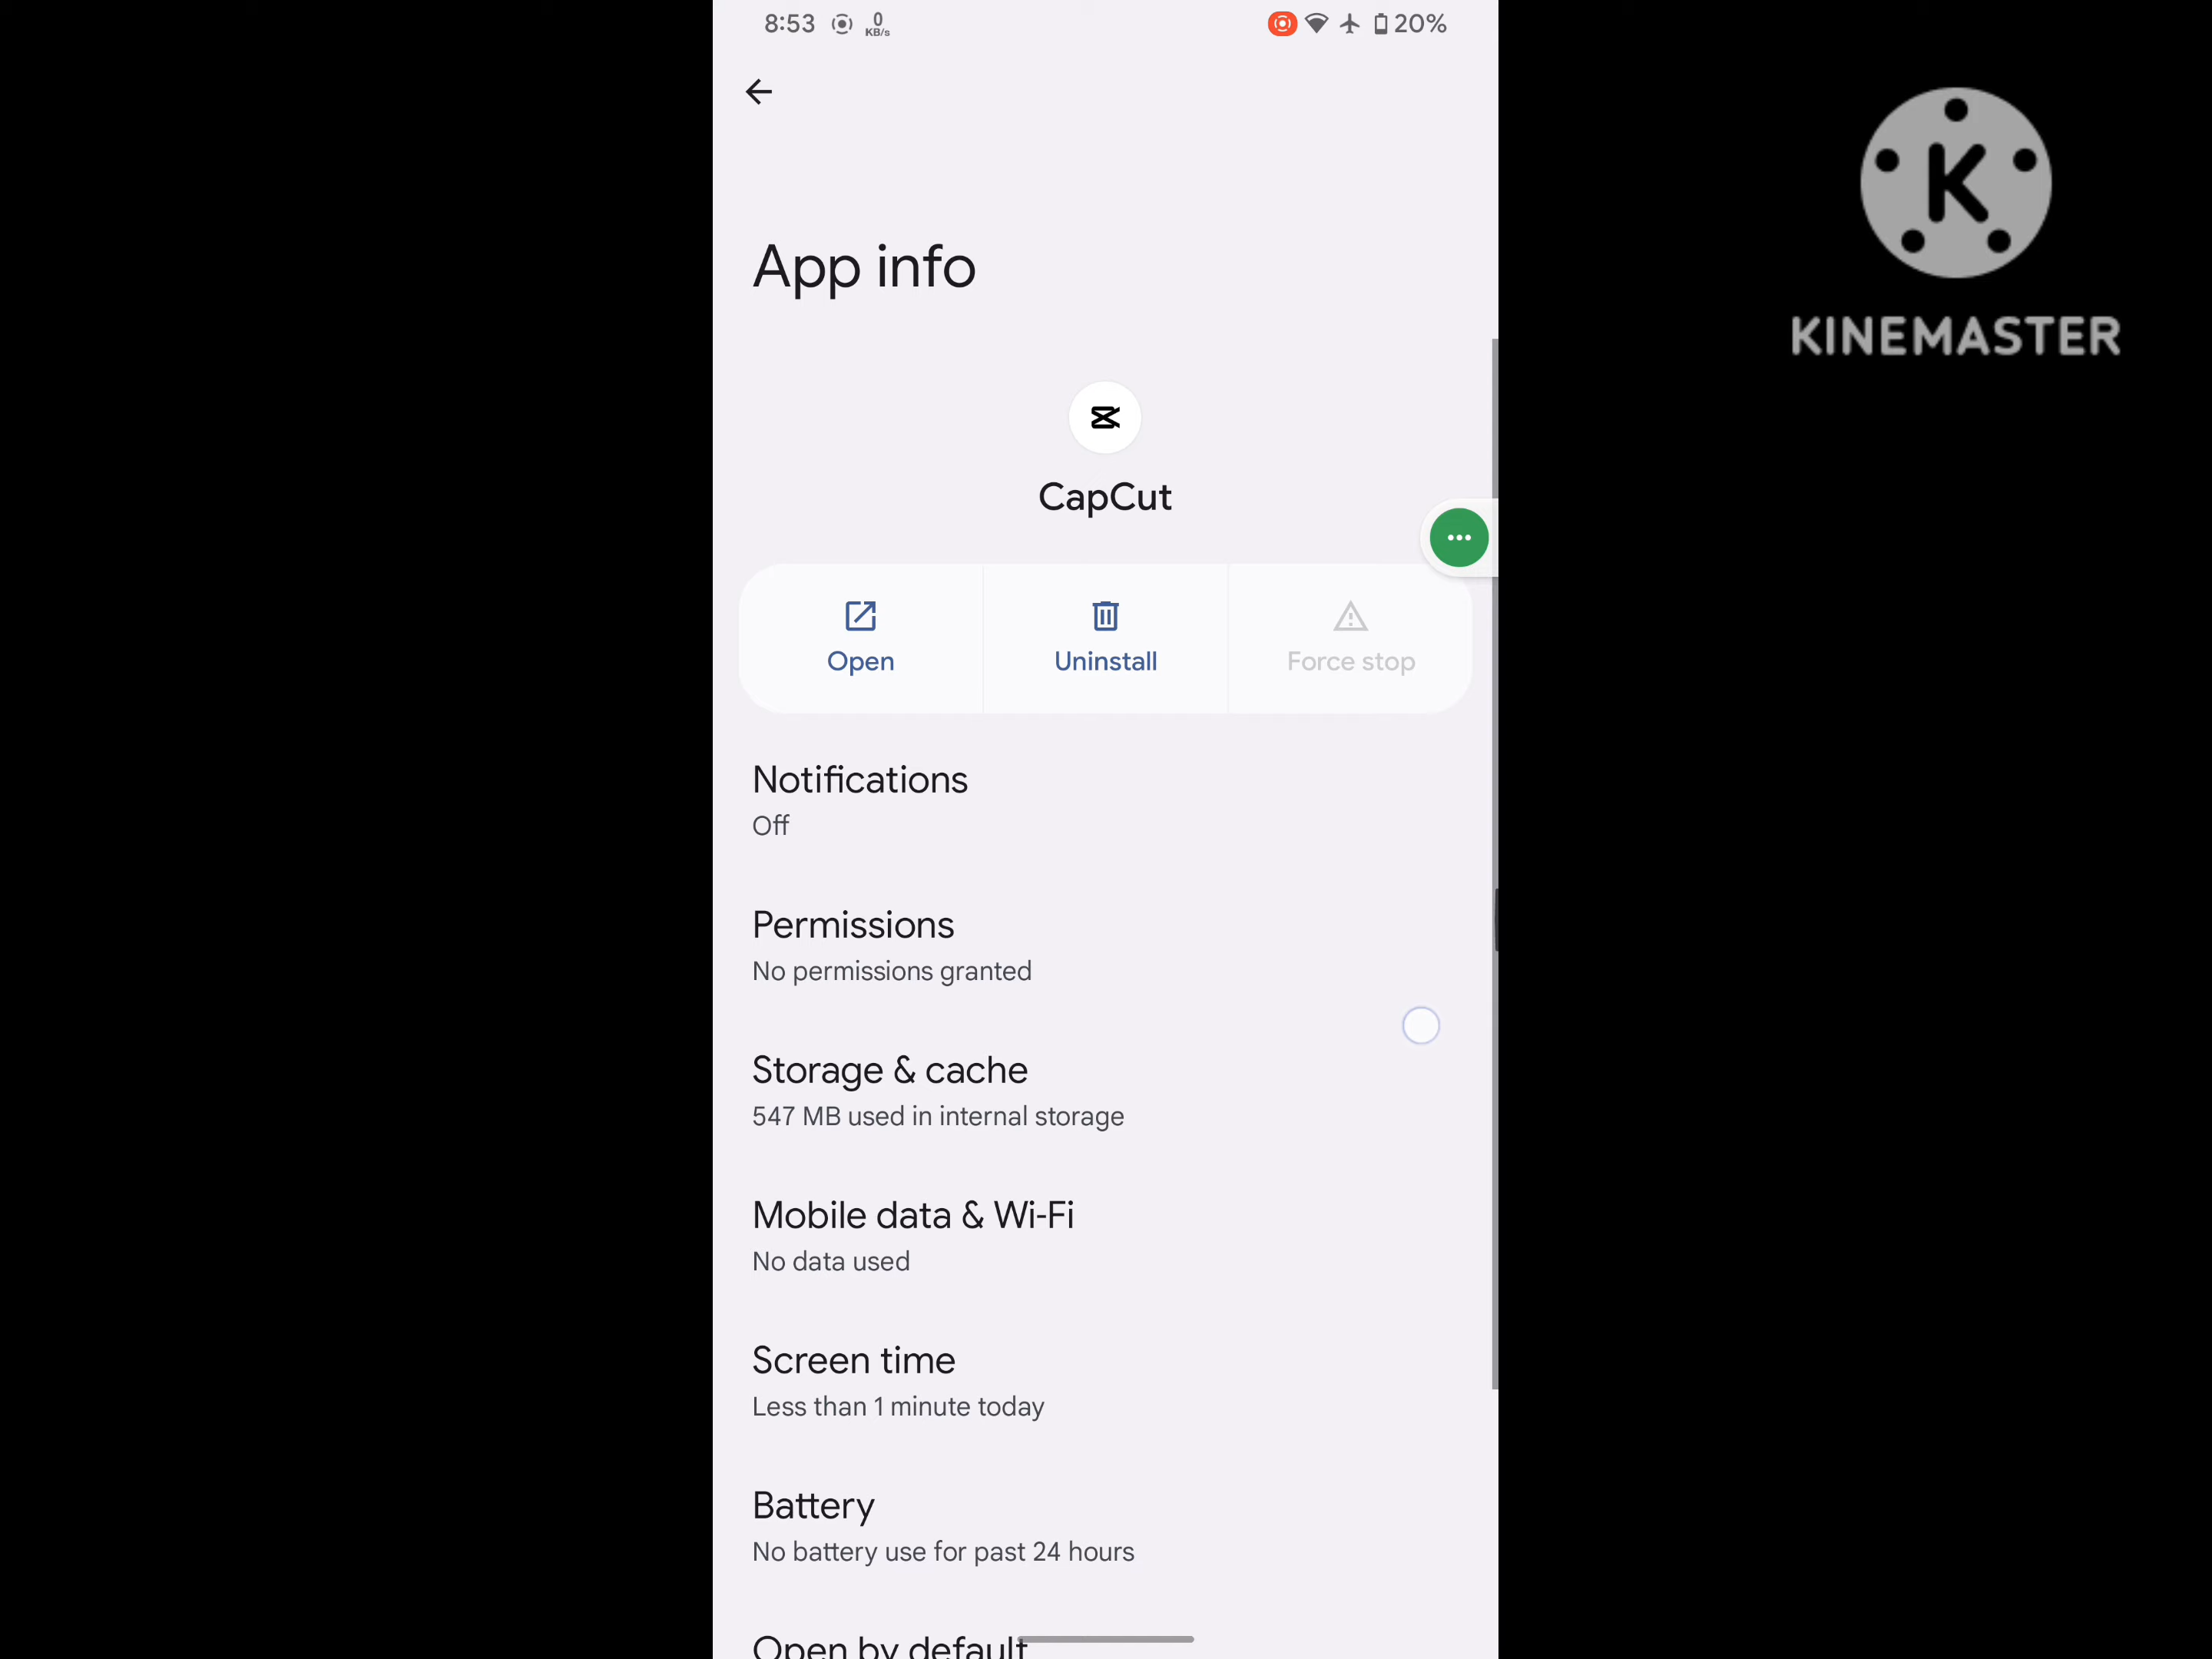 8:53 0 KB/s 20%
App info
KINEMASTER
CapCut
Open Uninstall Force stop
Notifications
Off
Permissions
No permissions granted
Storage & cache
547 MB used in internal storage
Mobile data & Wi-Fi
No data used
Screen time
Less than 1 minute today
Battery
No battery use for past 24 hours
Open by default